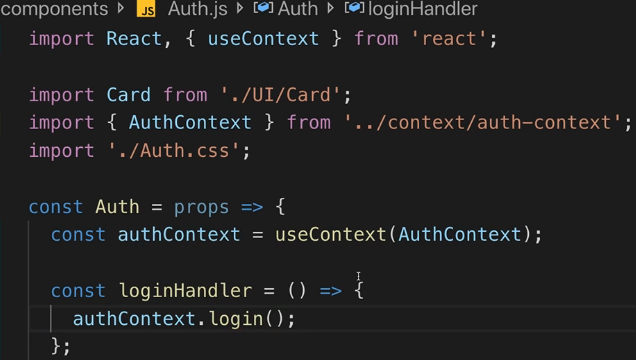 components > JS Auth.js > Auth > loginHandler
import React, { useContext } from 'react';
import Card from './UI/Card';
import { AuthContext } from '../context/auth-context';
import './Auth.css';
const Auth = props => {
const authContext = useContext(AuthContext);
const loginHandler = () => {
authContext.login();
};